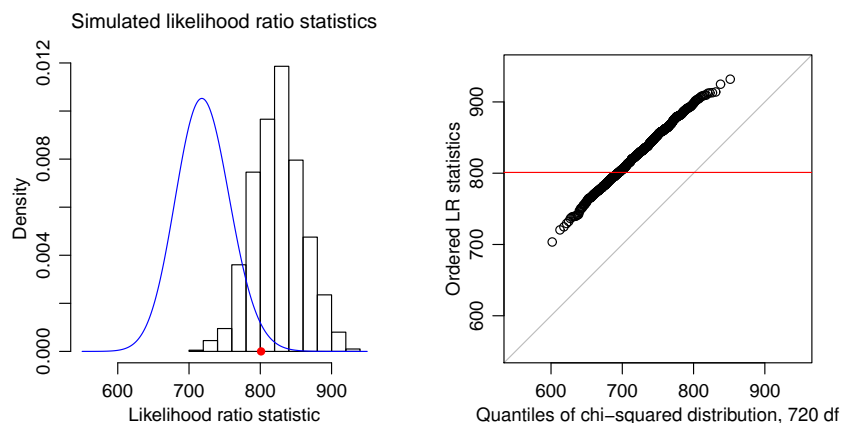 Simulated likelihood ratio statistics
Density
0.000
0.004
0.008
0.012
600 700 800 900
Likelihood ratio statistic
Ordered LR statistics
600
700
800
900
600 700 800 900
Quantiles of chi−squared distribution, 720 df